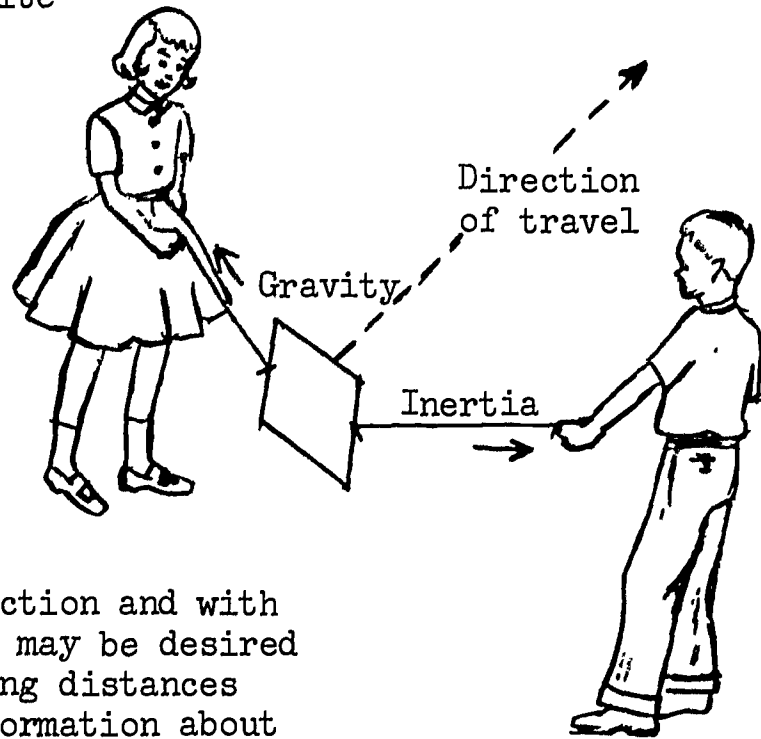 Direction
of travel
Gravity
Inertia
ction and with
may be desired
ng distances
ormation about